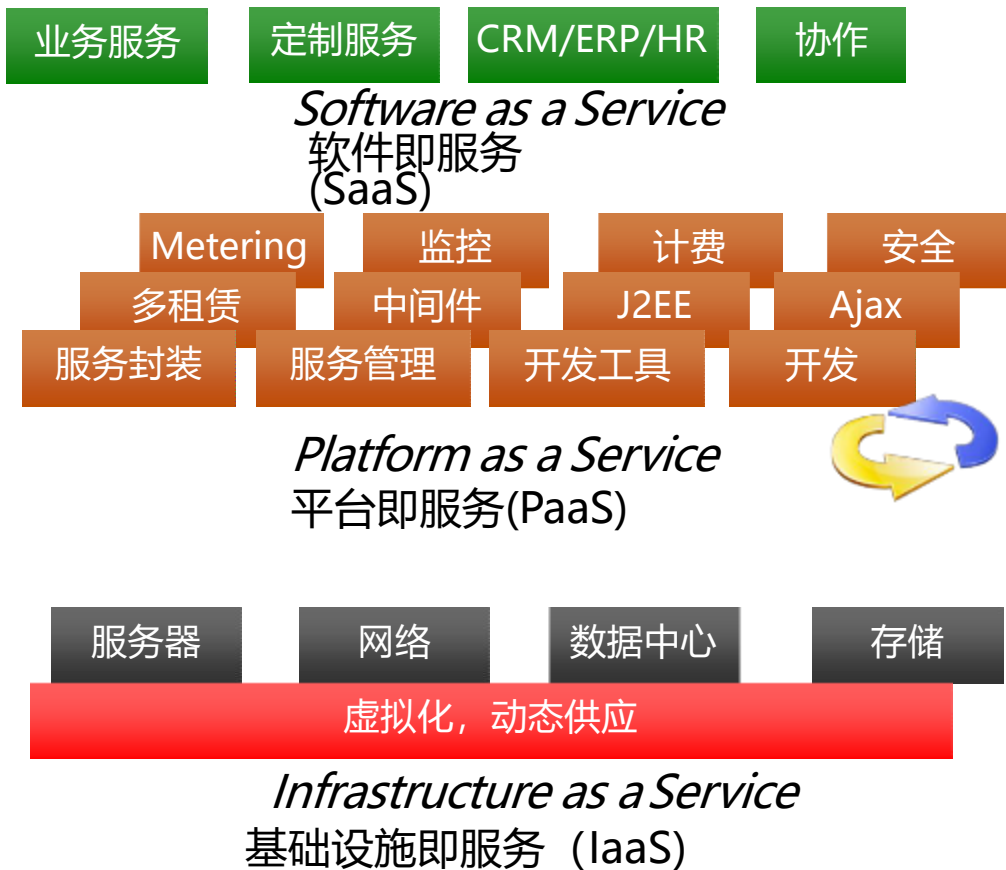 业务服务 定制服务 CRM/ERP/HR 协作
Software as a Service
软件即服务
(SaaS)
Metering 监控 计费 安全
多租赁 中间件 J2EE Ajax
服务封装 服务管理 开发工具 开发
Platform as a Service
平台即服务(PaaS)
服务器 网络 数据中心 存储
虚拟化，动态供应
Infrastructure as a Service
基础设施即服务（IaaS)